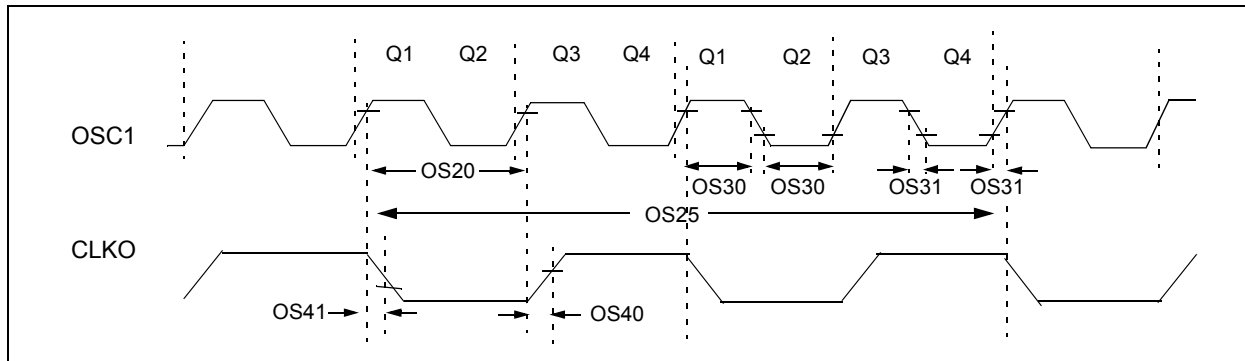 Q1 Q2 Q3 Q4 Q1 Q2 Q3 Q4
OSC1
OS20
OS30 OS30 OS31 OS31
OS25
CLKO
OS41 OS40